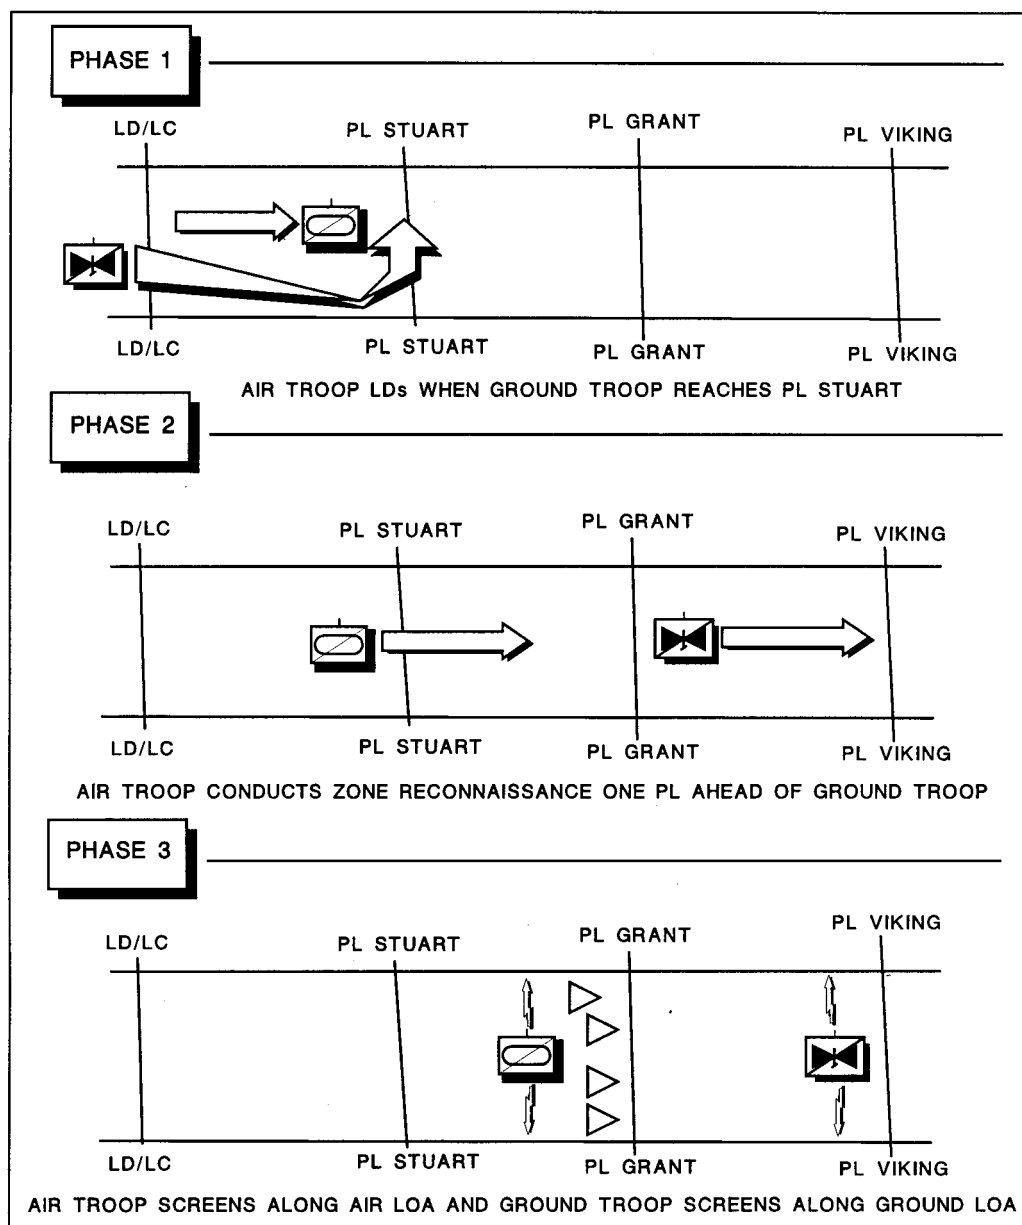 PHASE 1
LD/LC PL STUART PL GRANT PL VIKING
LD/LC PL STUART PL GRANT PL VIKING
AIR TROOP LDs WHEN GROUND TROOP REACHES PL STUART
PHASE 2
LD/LC PL STUART PL GRANT PL VIKING
LD/LC PL STUART PL GRANT PL VIKING
AIR TROOP CONDUCTS ZONE RECONNAISSANCE ONE PL AHEAD OF GROUND TROOP
PHASE 3
LD/LC PL STUART PL GRANT PL VIKING
LD/LC PL STUART PL GRANT PL VIKING
AIR TROOP SCREENS ALONG AIR LOA AND GROUND TROOP SCREENS ALONG GROUND LOA